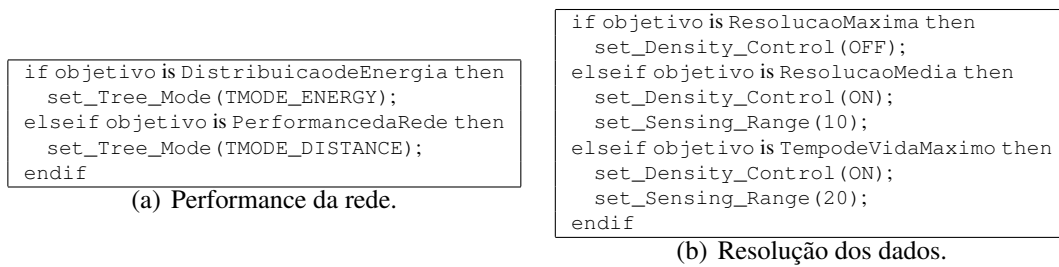 if objetivo is DistribuicaodeEnergia then
set_Tree_Mode(TMODE_ENERGY);
elseif objetivo is PerformancedaRede then
set_Tree_Mode(TMODE_DISTANCE);
endif
(a) Performance da rede.
if objetivo is ResolucaoMaxima then
set_Density_Control(OFF);
elseif objetivo is ResolucaoMedia then
set_Density_Control(ON);
set_Sensing_Range(10);
elseif objetivo is TempodeVidaMaximo then
set_Density_Control(ON);
set_Sensing_Range(20);
endif
(b) Resolução dos dados.